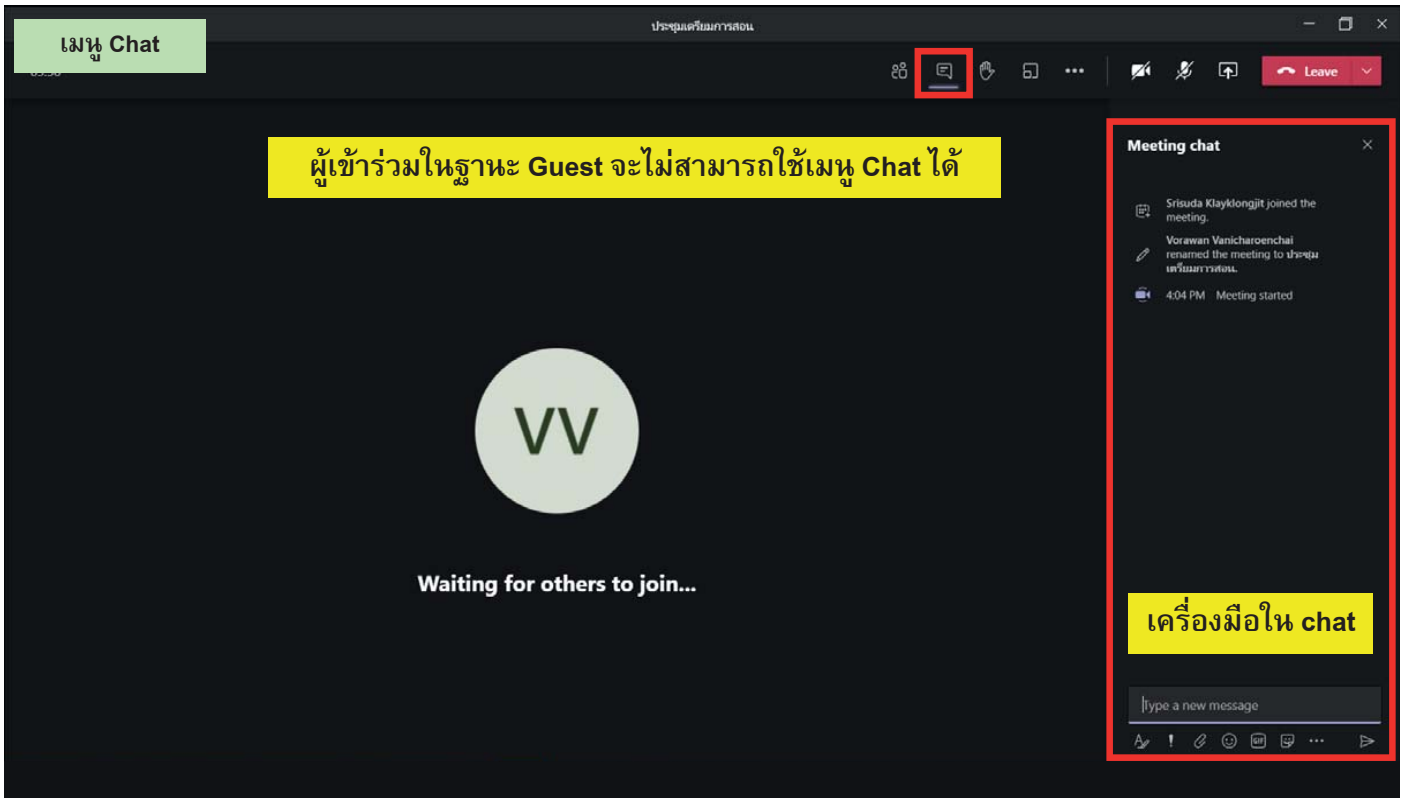 ประชุมเตรียมการสอน
เมนู Chat
Leave
ผู้เข้าร่วมในฐานะ Guest จะไม่สามารถใช้เมนู Chat ได้
Meeting chat
Srisuda Klayklongjit joined the
meeting.
Vorawan Vanicharoenchai
renamed the meeting to ประชุม
เตรียมการสอน.
4:04 PM Meeting started
VV
Waiting for others to join...
เครื่องมือใน chat
Type a new message
GIF